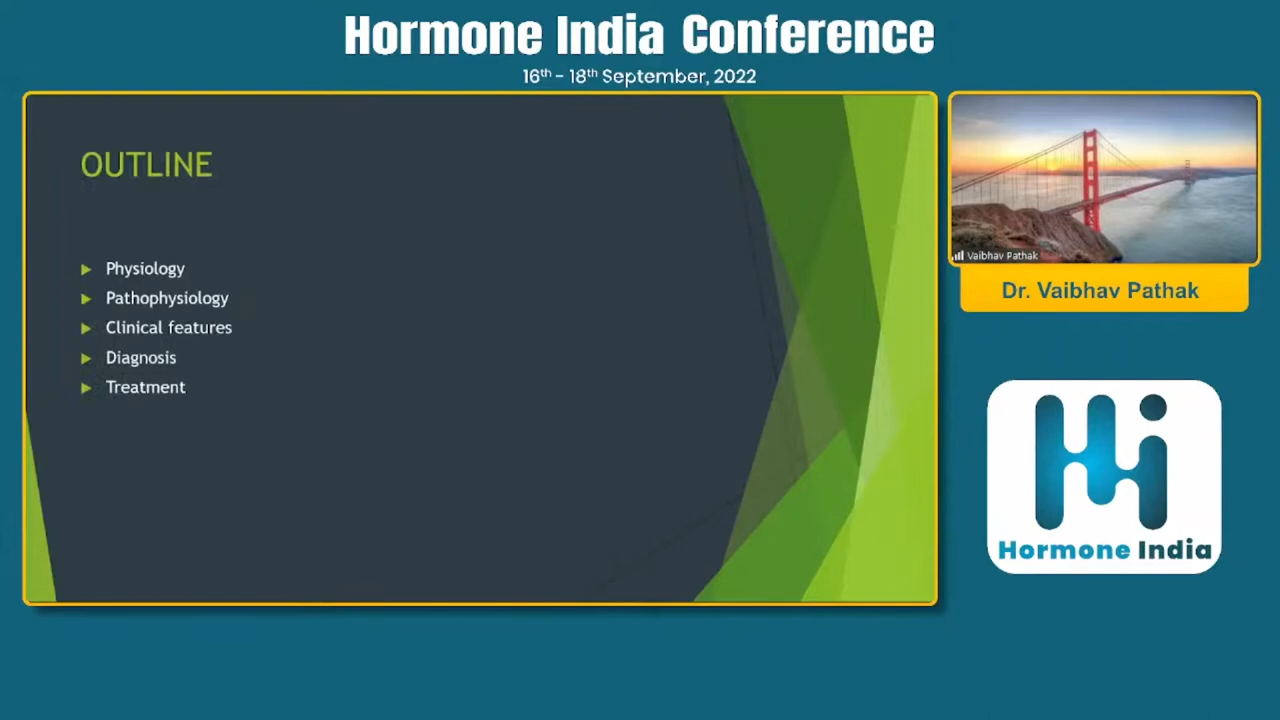 Hormone India Conference
16th - 18th September, 2022
OUTLINE
Physiology
Pathophysiology
Clinical features
Diagnosis
Treatment
Vaibhav Pathak
Dr. Vaibhav Pathak
Hi
Hormone India